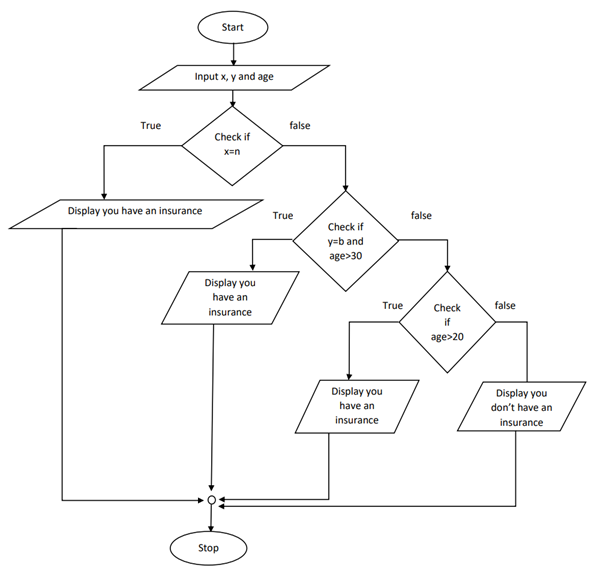 Start
Input x, y and age
True
false
Check if
x=n
Display you have an insurance
True
false
Check if
y=b and
age>30
Display you
have an
insurance
True
false
Check
if
age>20
Display you
have an
insurance
Display you
don't have an
insurance
Stop